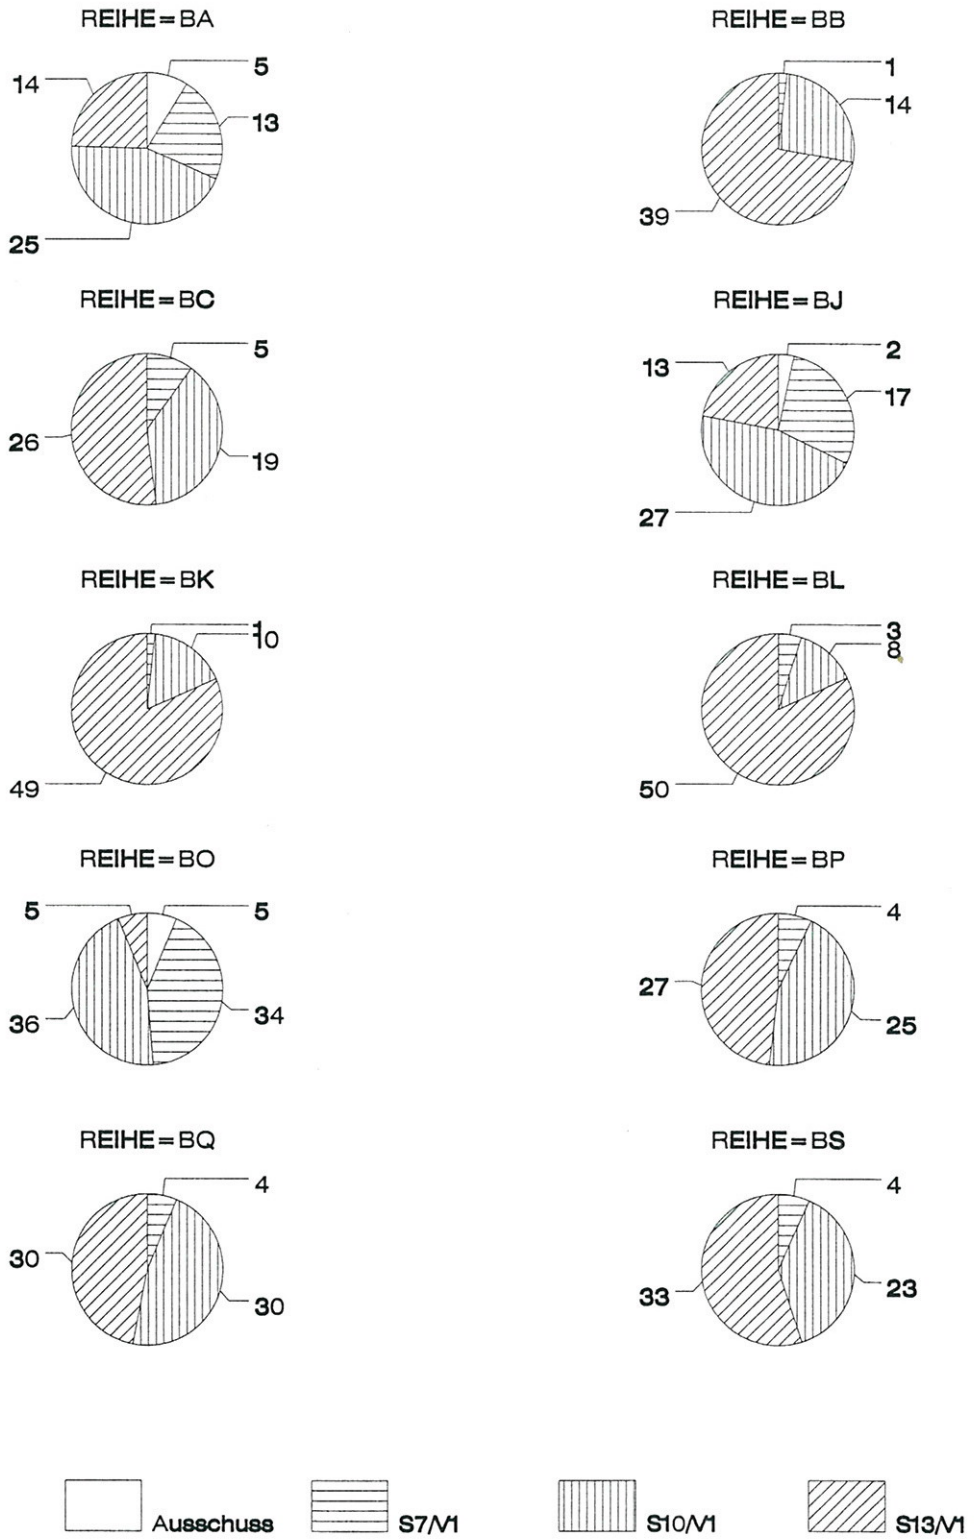 REIHE=BA
REIHE=BB
5
14
13
25
1
14
39
REIHE=BC
REIHE=BJ
5
26
19
2
13
17
27
REIHE=BK
REIHE=BL
1
10
49
3
8
50
REIHE=BO
REIHE=BP
5
5
36
34
4
27
25
REIHE=BQ
REIHE=BS
4
30
30
4
33
23
Ausschuss
S7/V1
S10/V1
S13/V1